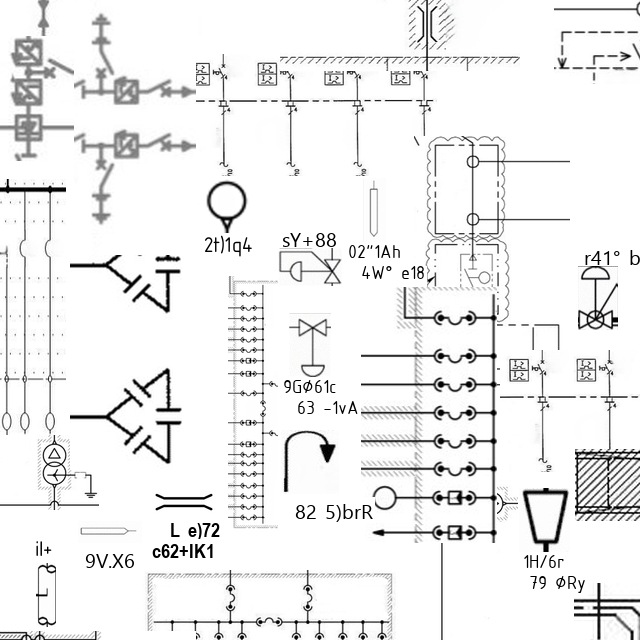 2t)1q4
sY+88
02"1Ah
4W° e18
r41° b
9GØ61c
63 -1vA
82 5)brR
L e)72
c62+IK1
9V.X6
il+
L
1H/6r
79 ØRy